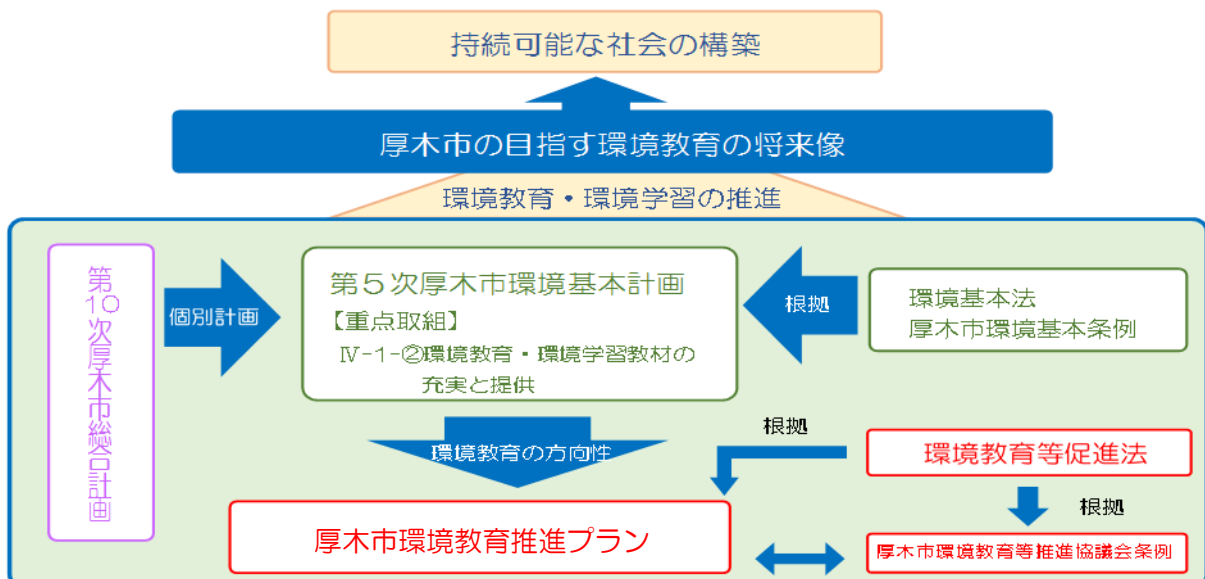 持続可能な社会の構築
厚木市の目指す環境教育の将来像
環境教育・環境学習の推進
第10次厚木市総合計画
個別計画
第５次厚木市環境基本計画
【重点取組】
Ⅳ-1-②環境教育・環境学習教材の
充実と提供
根拠
環境基本法
厚木市環境基本条例
環境教育の方向性
根拠
環境教育等促進法
根拠
厚木市環境教育推進プラン
厚木市環境教育等推進協議会条例